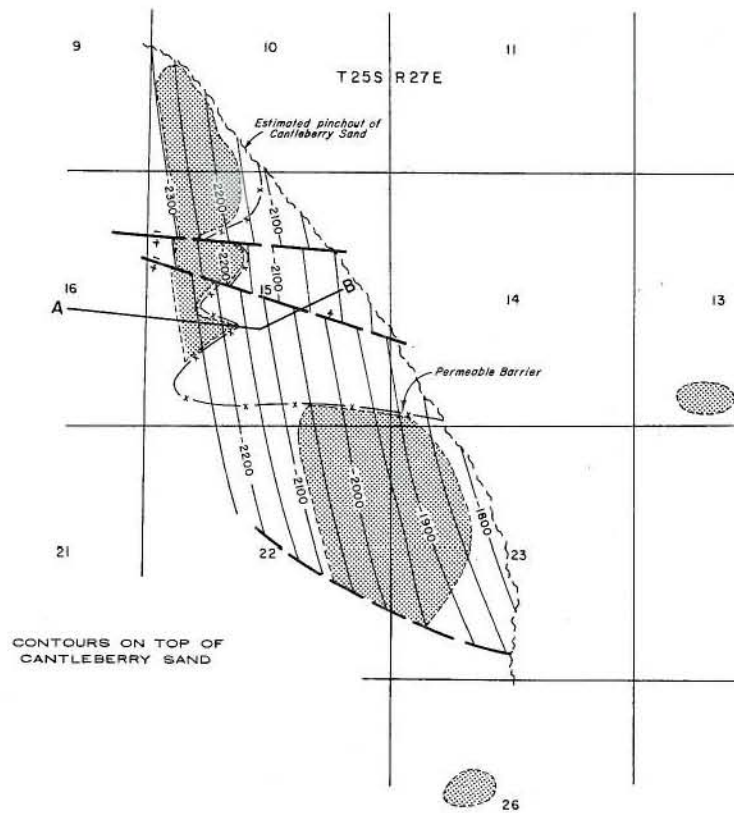 9
10
11
T25S R27E
Estimated pinchout of
Cantleberry Sand
-2300
-2200
-2100
-2200
-2100
16
15
14
13
A
B
Permeable Barrier
-2200
-2100
-2000
-1900
-1800
21
22
23
CONTOURS ON TOP OF
CANTLEBERRY SAND
26